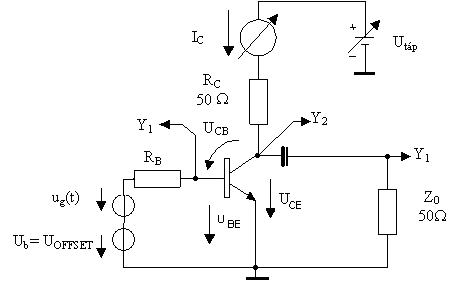 I_C
+
−
U_táp
R_C
50 Ω
Y_1
U_CB
Y_2
Y_1
R_B
u_g(t)
U_CE
Z_0
50Ω
u_BE
U_b = U_OFFSET